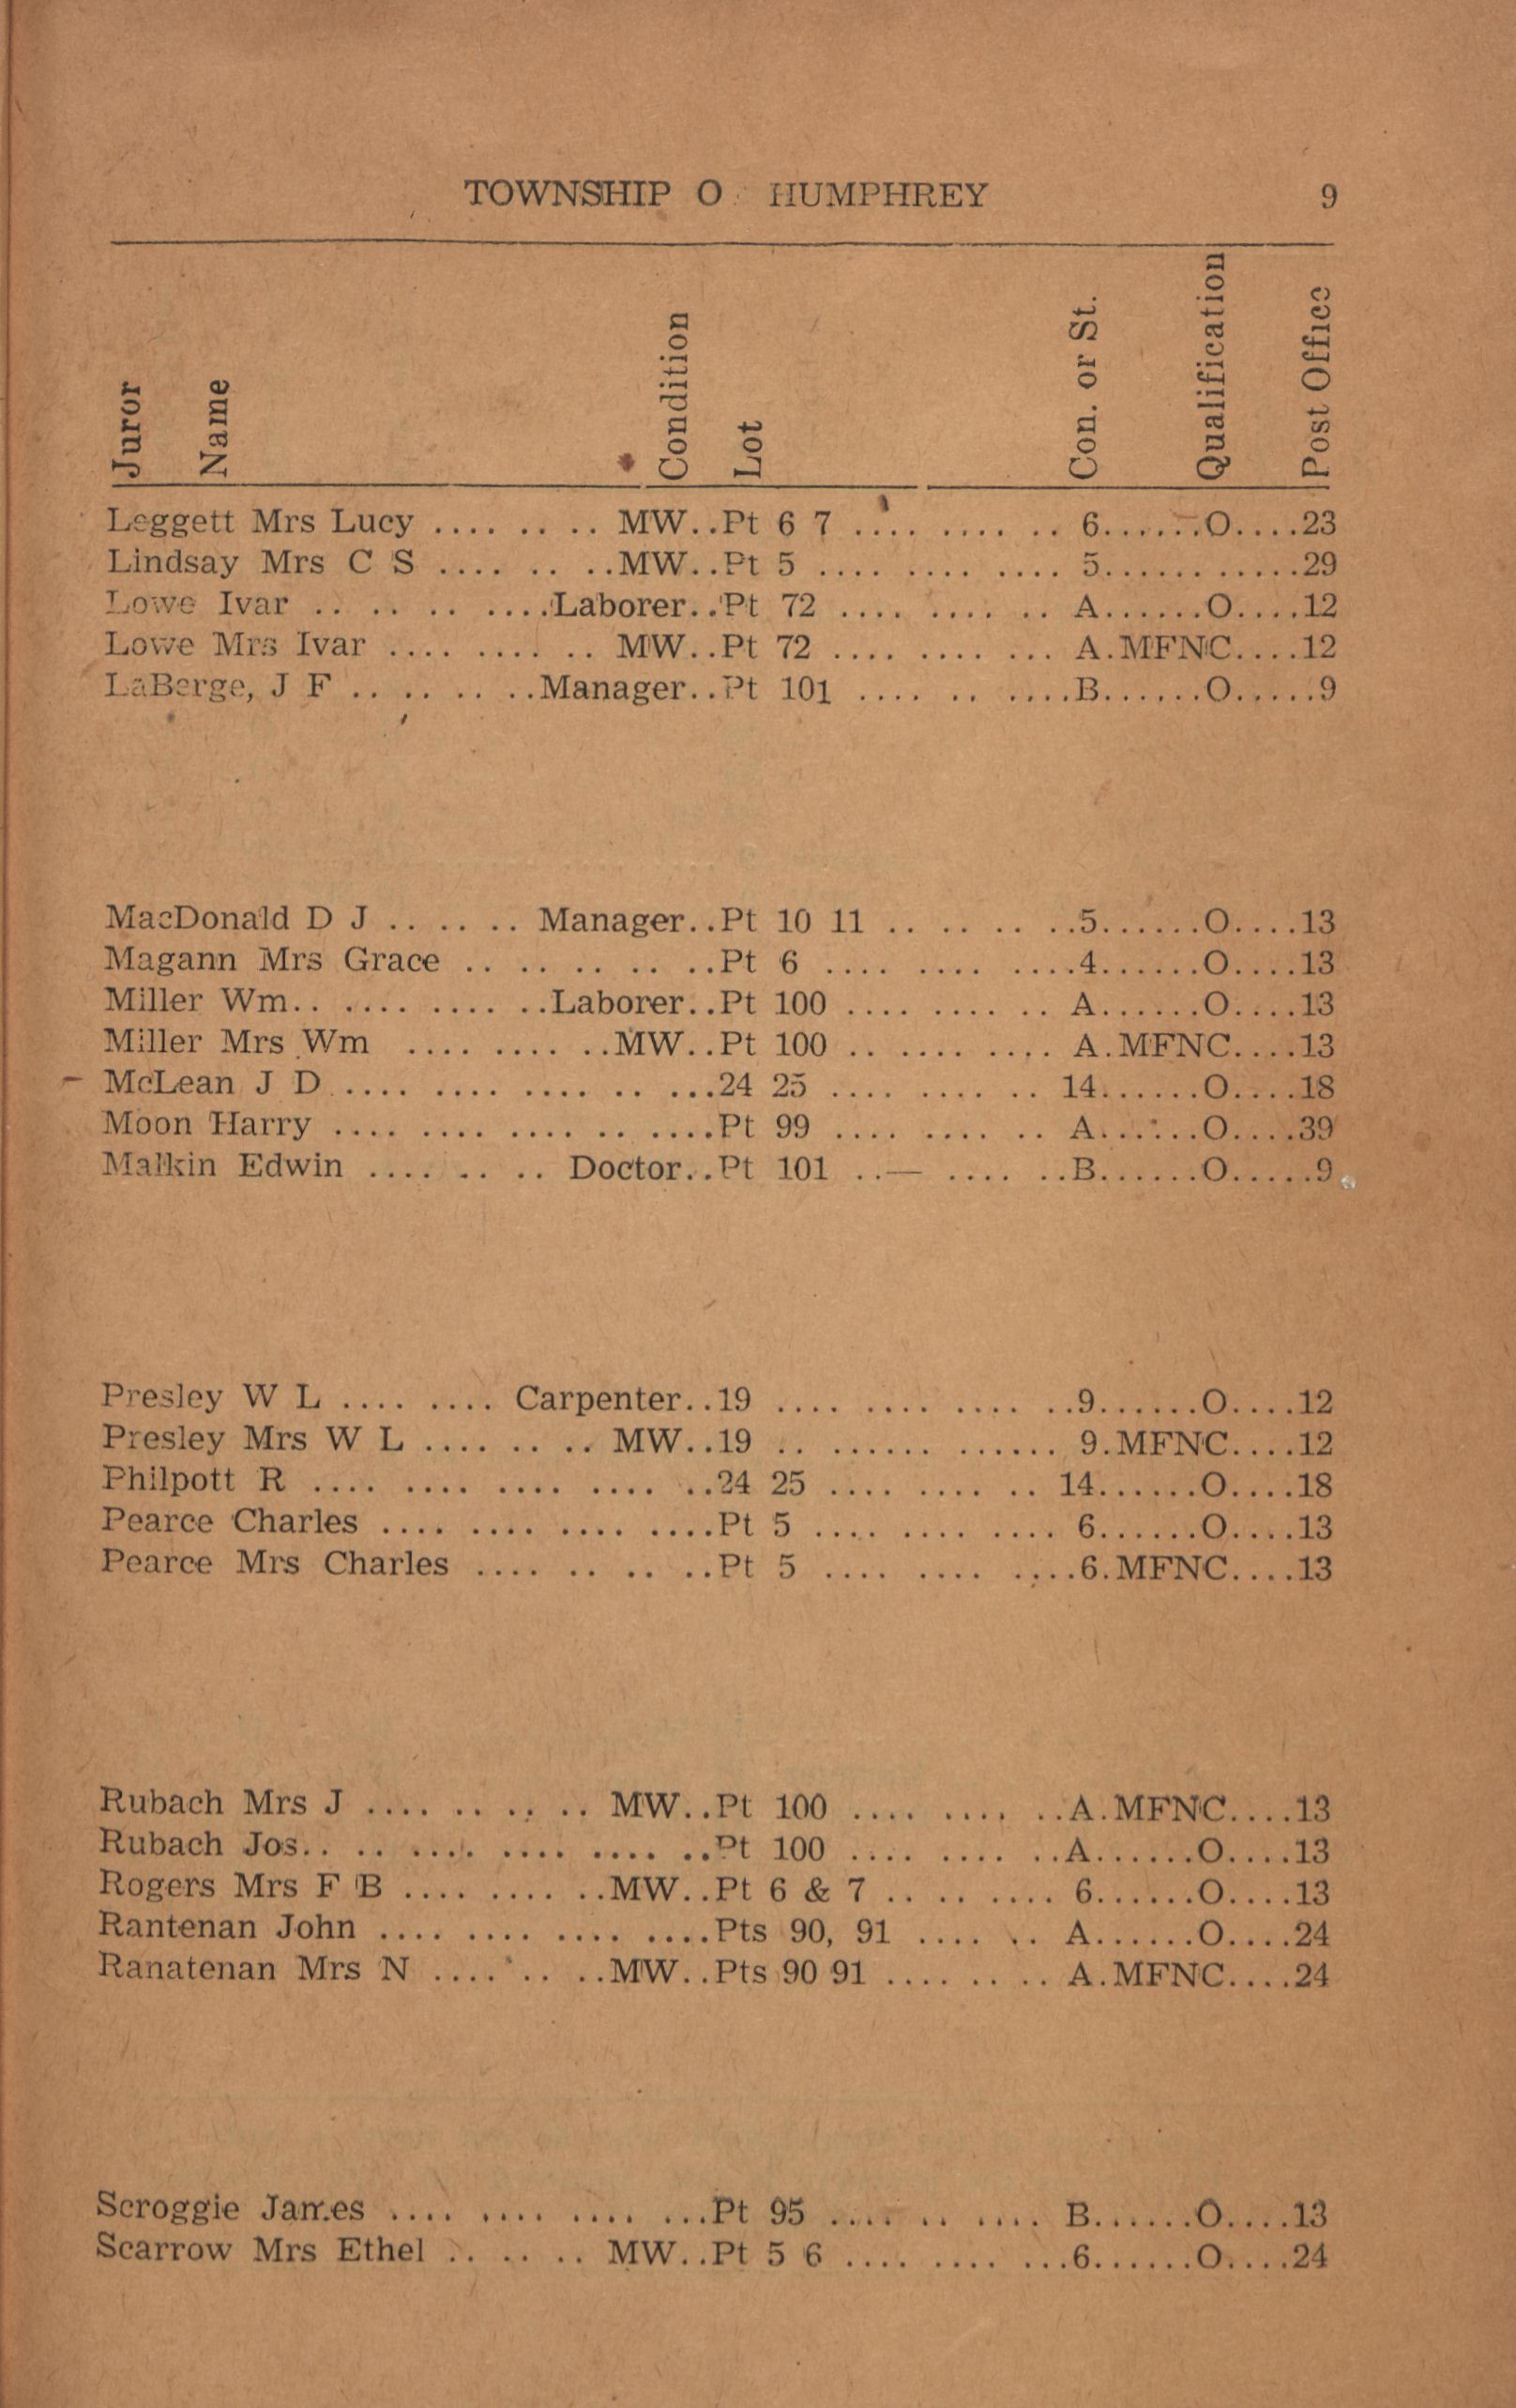 TOWNSHIP O HUMPHREY 9
Juror Name Condition Lot Con. or St. Qualification Post Office
Leggett Mrs Lucy .... .. .. MW..Pt 6 7 .... .... .. 6.......O....23
Lindsay Mrs C S .... .. ..MW..Pt 5 .... .... .... 5...... .....29
Lowe Ivar .. .. .. ....Laborer..Pt 72 .... .... .. A.......O....12
Lowe Mrs Ivar .... .... .. MW..Pt 72 .... .... ... A.MFNC....12
LaBerge, J F .. .. .. ..Manager..Pt 101 .... .. ....B.......O.....9
MacDonald D J .. .. .. Manager..Pt 10 11 .. .. .. ..5.......O....13
Magann Mrs Grace .. .. .. .. ..Pt 6 .... .... ....4.......O....13
Miller Wm.. .... .... ..Laborer..Pt 100 .... .... .. A.......O....13
Miller Mrs Wm .... .... ..MW..Pt 100 .. .... .... A.MFNC....13
McLean J D .... .... .... .. ...24 25 .... .... .. 14.......O....18
Moon Harry .... .... .... .. ....Pt 99 .... .... .. A.......O....39
Malkin Edwin .... .. .. Doctor..Pt 101 ..— .... ..B.......O.....9
Presley W L .... .... Carpenter..19 .... .... .... ..9.......O....12
Presley Mrs W L .... .. .. MW..19 .. ...... ...... 9.MFNC....12
Philpott R .... .... .... .... ..24 25 .... .... .. 14.......O....18
Pearce Charles .... .... .... ....Pt 5 .... .... .... 6.......O....13
Pearce Mrs Charles .... .. .. ..Pt 5 .... .... ....6.MFNC....13
Rubach Mrs J .... .. .. .. MW..Pt 100 .... .... ..A.MFNC....13
Rubach Jos.. .. .... .... .... ..Pt 100 .... .... ..A.......O....13
Rogers Mrs F B .... .... ..MW..Pt 6 & 7 .. .. .... 6.......O....13
Rantenan John .... .... .... ....Pts 90, 91 .... .. A.......O....24
Ranatenan Mrs N .... .. ..MW..Pts 90 91 .... .. .. A.MFNC....24
Scroggie James .... .... .... ...Pt 95 .... .. .... B.......O....13
Scarrow Mrs Ethel .. .. .. MW..Pt 5 6 .... .... ...6.......O....24